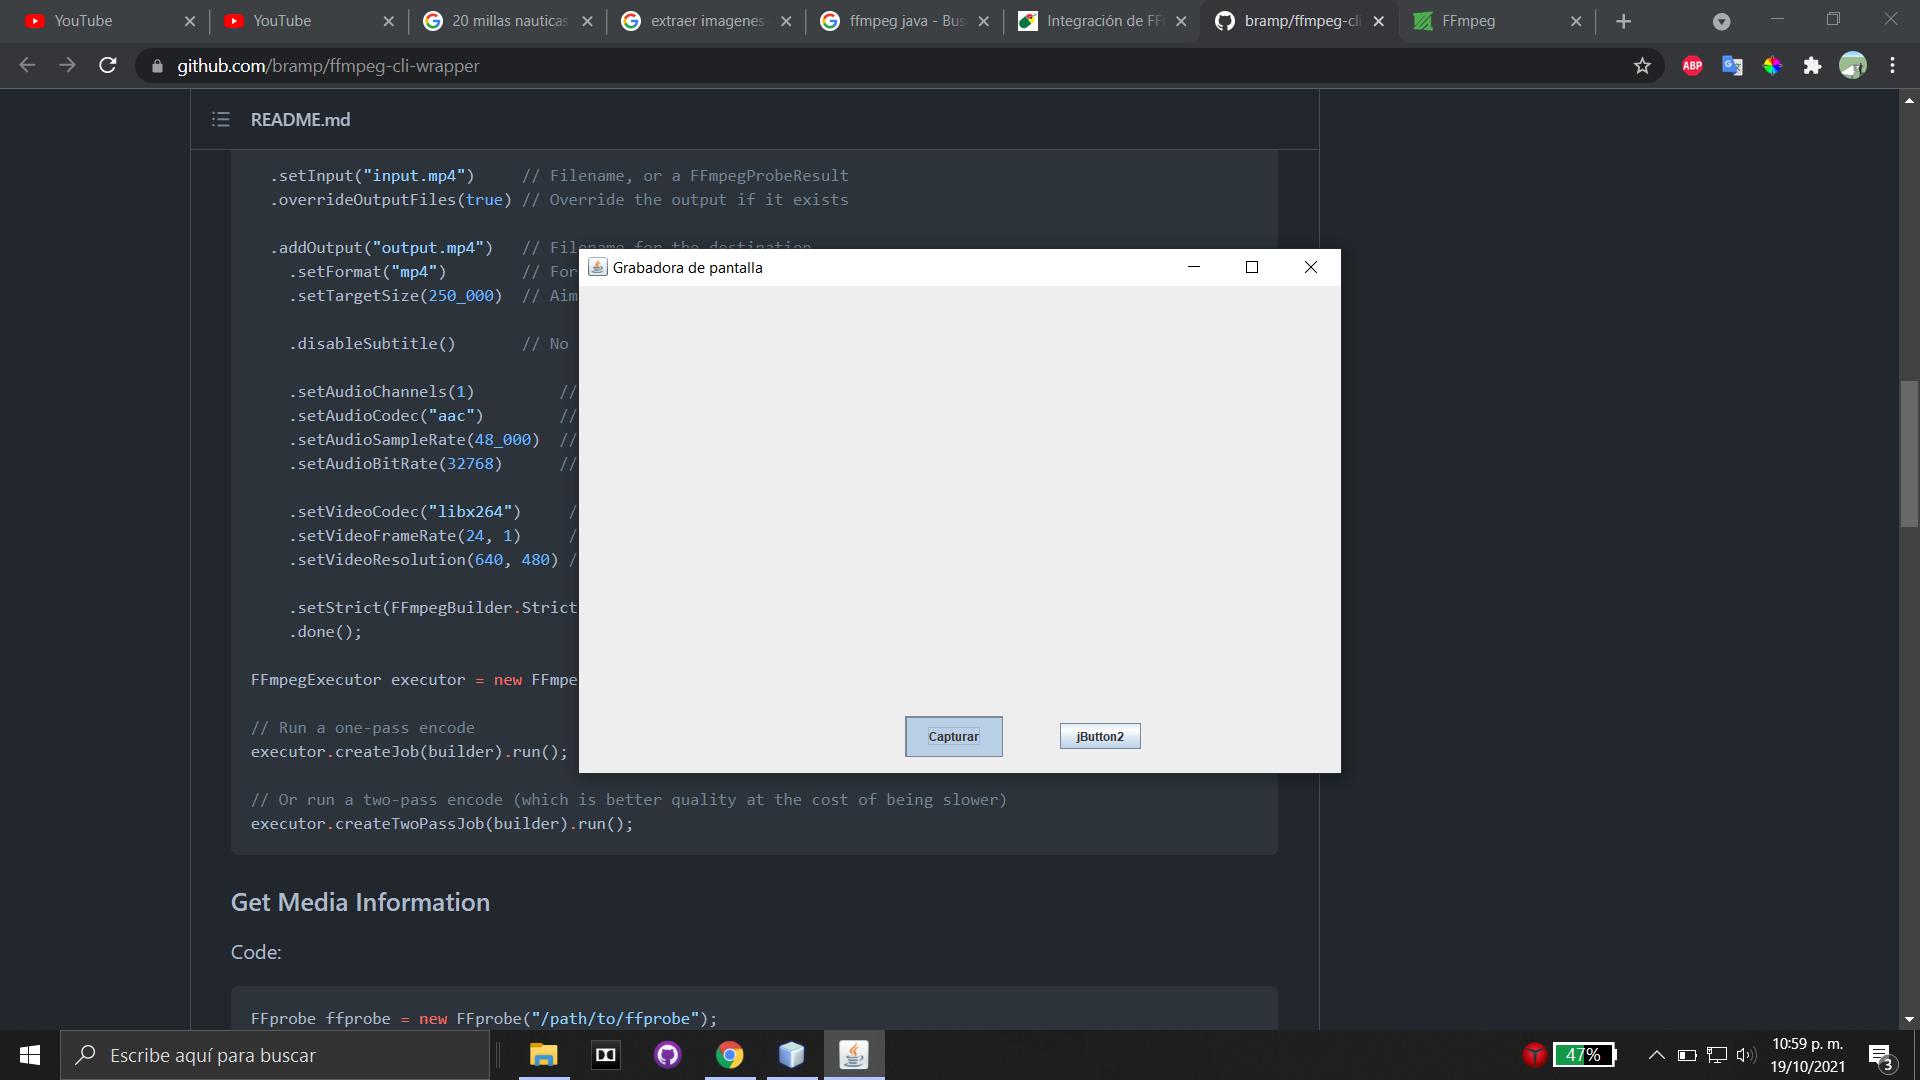 YouTube
YouTube
20 millas nauticas
extraer imagenes
ffmpeg java - Bus
Integración de FF
bramp/ffmpeg-cli
FFmpeg
github.com/bramp/ffmpeg-cli-wrapper
ABP
README.md
.setInput("input.mp4") // Filename, or a FFmpegProbeResult
.overrideOutputFiles(true) // Override the output if it exists
.addOutput("output.mp4") // Filename for the destination
.setFormat("mp4") // For
.setTargetSize(250_000) // Aim
.disableSubtitle() // No
.setAudioChannels(1) //
.setAudioCodec("aac") //
.setAudioSampleRate(48_000) //
.setAudioBitRate(32768) //
.setVideoCodec("libx264") /
.setVideoFrameRate(24, 1) /
.setVideoResolution(640, 480) /
.setStrict(FFmpegBuilder.Strict
.done();
FFmpegExecutor executor = new FFmpe
// Run a one-pass encode
executor.createJob(builder).run();
// Or run a two-pass encode (which is better quality at the cost of being slower)
executor.createTwoPassJob(builder).run();
Get Media Information
Code:
FFprobe ffprobe = new FFprobe("/path/to/ffprobe");
Grabadora de pantalla
Capturar
jButton2
Escribe aquí para buscar
47%
10:59 p. m.
19/10/2021
3